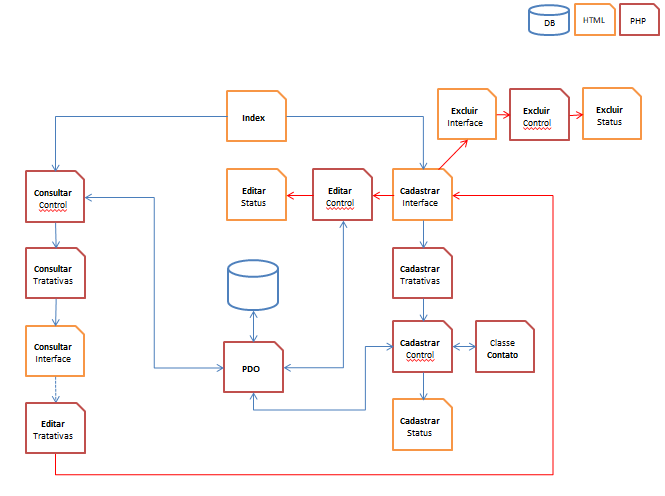 DB
HTML
PHP
Index
Excluir
Interface
Excluir
Control
Excluir
Status
Consultar
Control
Editar
Status
Editar
Control
Cadastrar
Interface
Consultar
Tratativas
Cadastrar
Tratativas
Consultar
Interface
PDO
Cadastrar
Control
Classe
Contato
Editar
Tratativas
Cadastrar
Status